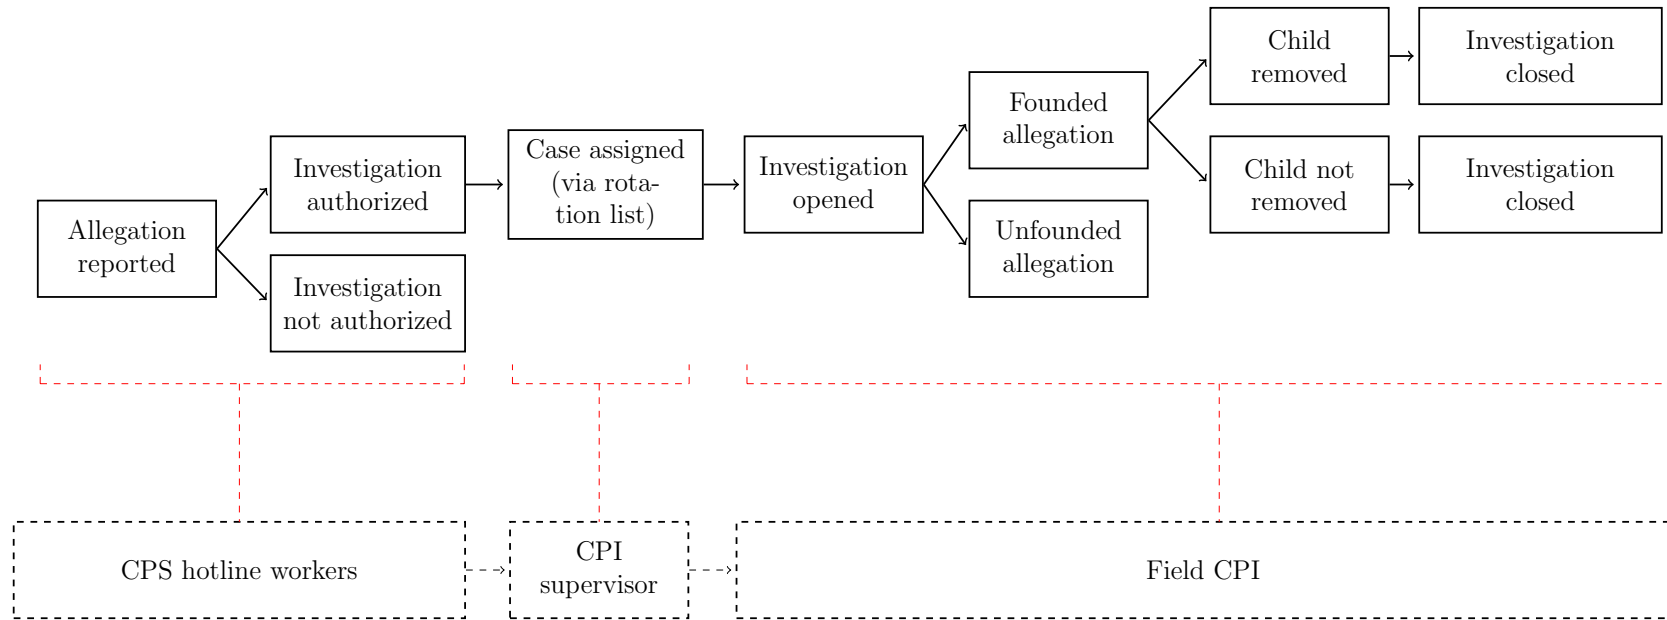 Allegation
reported
Investigation
authorized
Investigation
not authorized
Case assigned
(via rota-
tion list)
Investigation
opened
Founded
allegation
Unfounded
allegation
Child
removed
Investigation
closed
Child not
removed
Investigation
closed
CPS hotline workers
CPI
supervisor
Field CPI